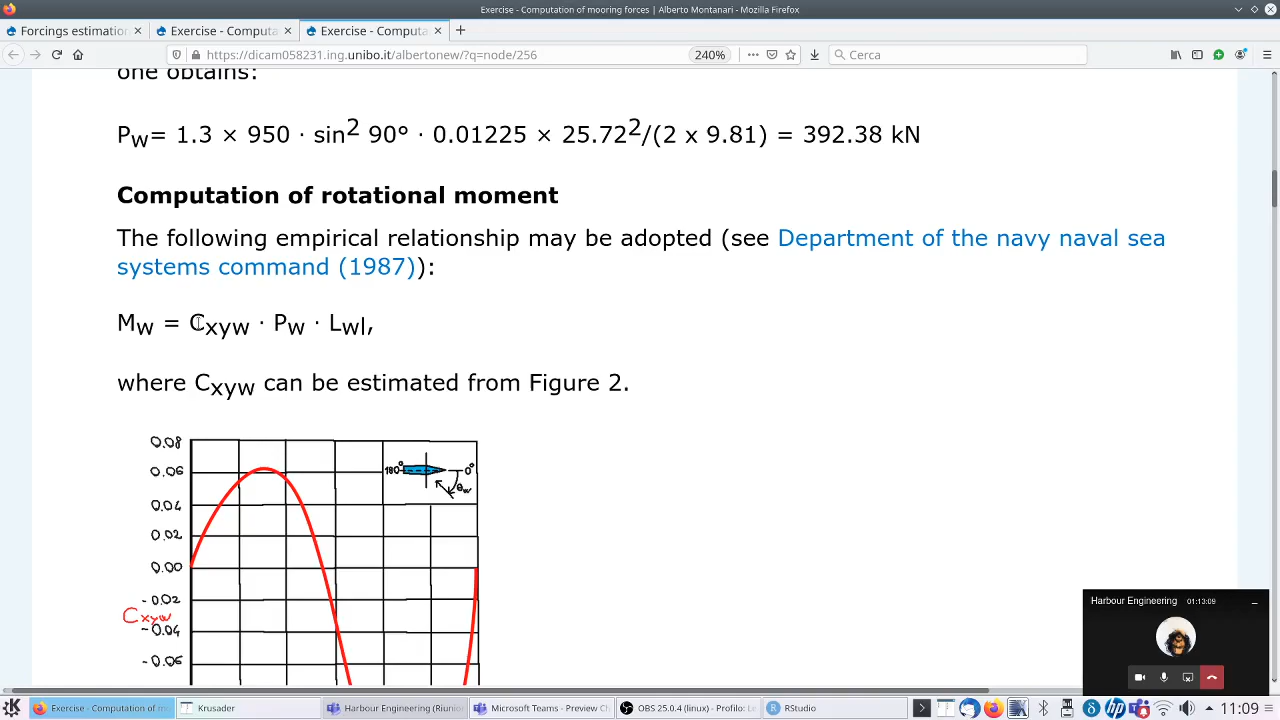 Exercise - Computation of mooring forces | Alberto Montanari - Mozilla Firefox
Forcings estimatio
Exercise - Computa
Exercise - Computa
https://dicam058231.ing.unibo.it/albertonew/?q=node/256
240%
Cerca
one obtains:
Pw= 1.3 × 950 · sin2 90° · 0.01225 × 25.722/(2 x 9.81) = 392.38 kN
Computation of rotational moment
The following empirical relationship may be adopted (see Department of the navy naval sea
systems command (1987)):
Mw = Cxyw · Pw · Lwl,
where Cxyw can be estimated from Figure 2.
0.08
0.06
0.04
0.02
0.00
-0.02
Cxyw
-0.04
-0.06
180°
0°
θw
Harbour Engineering 01:13:09
Exercise - Computation of m
Krusader
Harbour Engineering (riunio
Microsoft Teams - Preview Ch
OBS 25.0.4 (linux) - Profilo:
RStudio
11:09